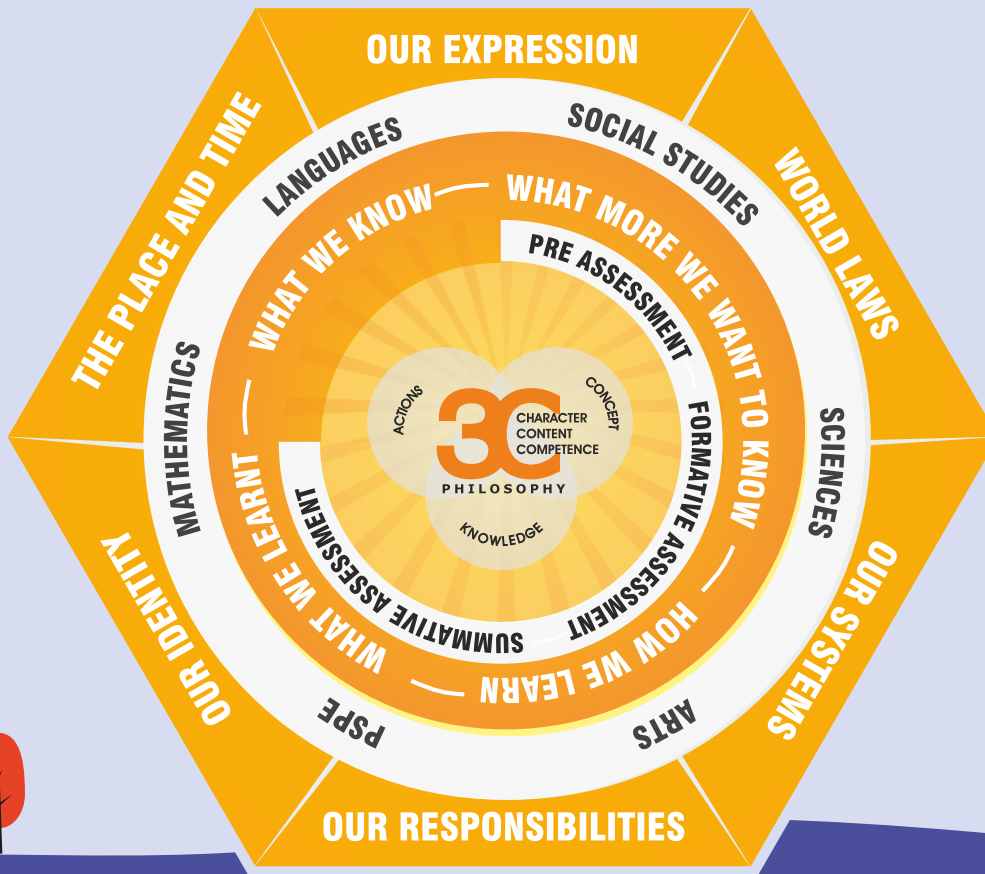 OUR EXPRESSION
WORLD LAWS
OUR SYSTEMS
OUR RESPONSIBILITIES
OUR IDENTITY
THE PLACE AND TIME
LANGUAGES
SOCIAL STUDIES
SCIENCES
ARTS
PSPE
MATHEMATICS
WHAT WE KNOW
WHAT MORE WE WANT TO KNOW
HOW WE LEARN
WHAT WE LEARNT
PRE ASSESSMENT
FORMATIVE ASSESSMENT
SUMMATIVE ASSESSMENT
ACTIONS
CONCEPT
KNOWLEDGE
3C
CHARACTER
CONTENT
COMPETENCE
PHILOSOPHY